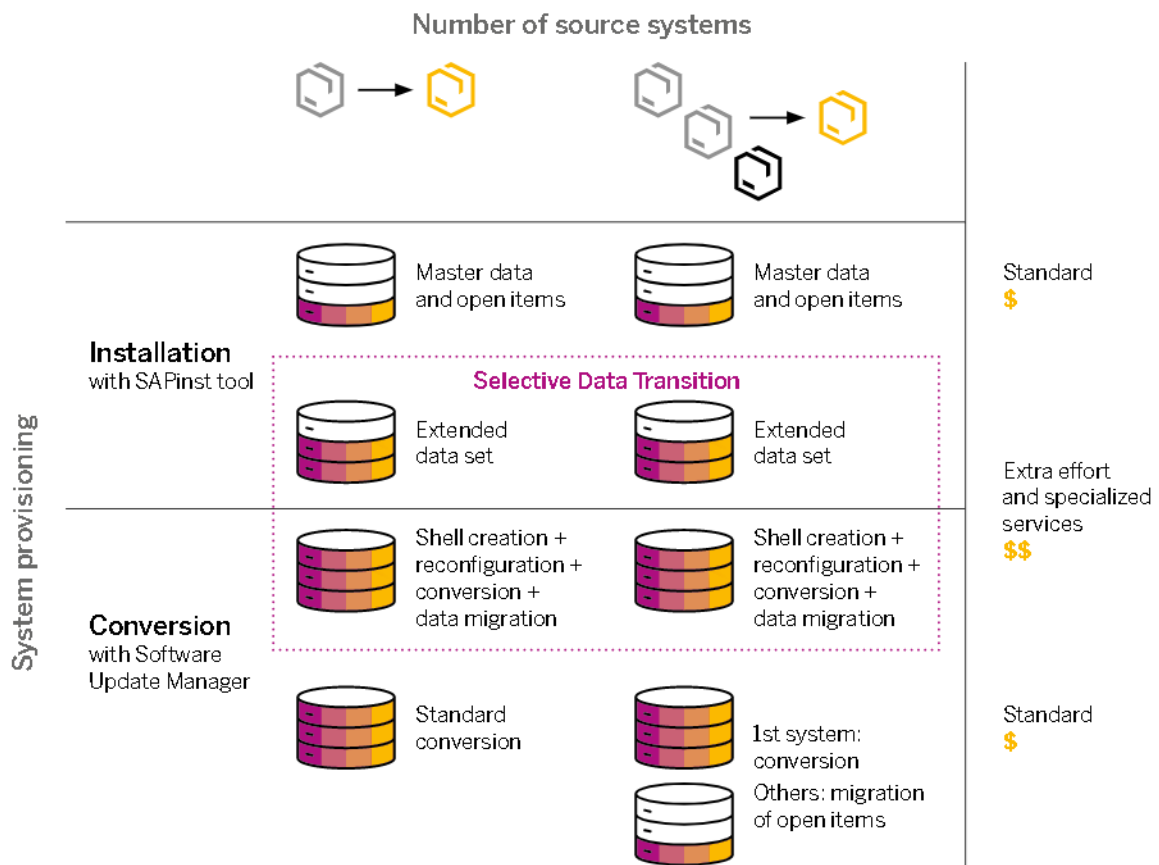 Number of source systems
System provisioning
Installation
with SAPinst tool
Master data
and open items
Master data
and open items
Standard
$
Selective Data Transition
Extended
data set
Extended
data set
Extra effort
and specialized
services
$$
Conversion
with Software
Update Manager
Shell creation +
reconfiguration +
conversion +
data migration
Shell creation +
reconfiguration +
conversion +
data migration
Standard
conversion
1st system:
conversion
Others: migration
of open items
Standard
$